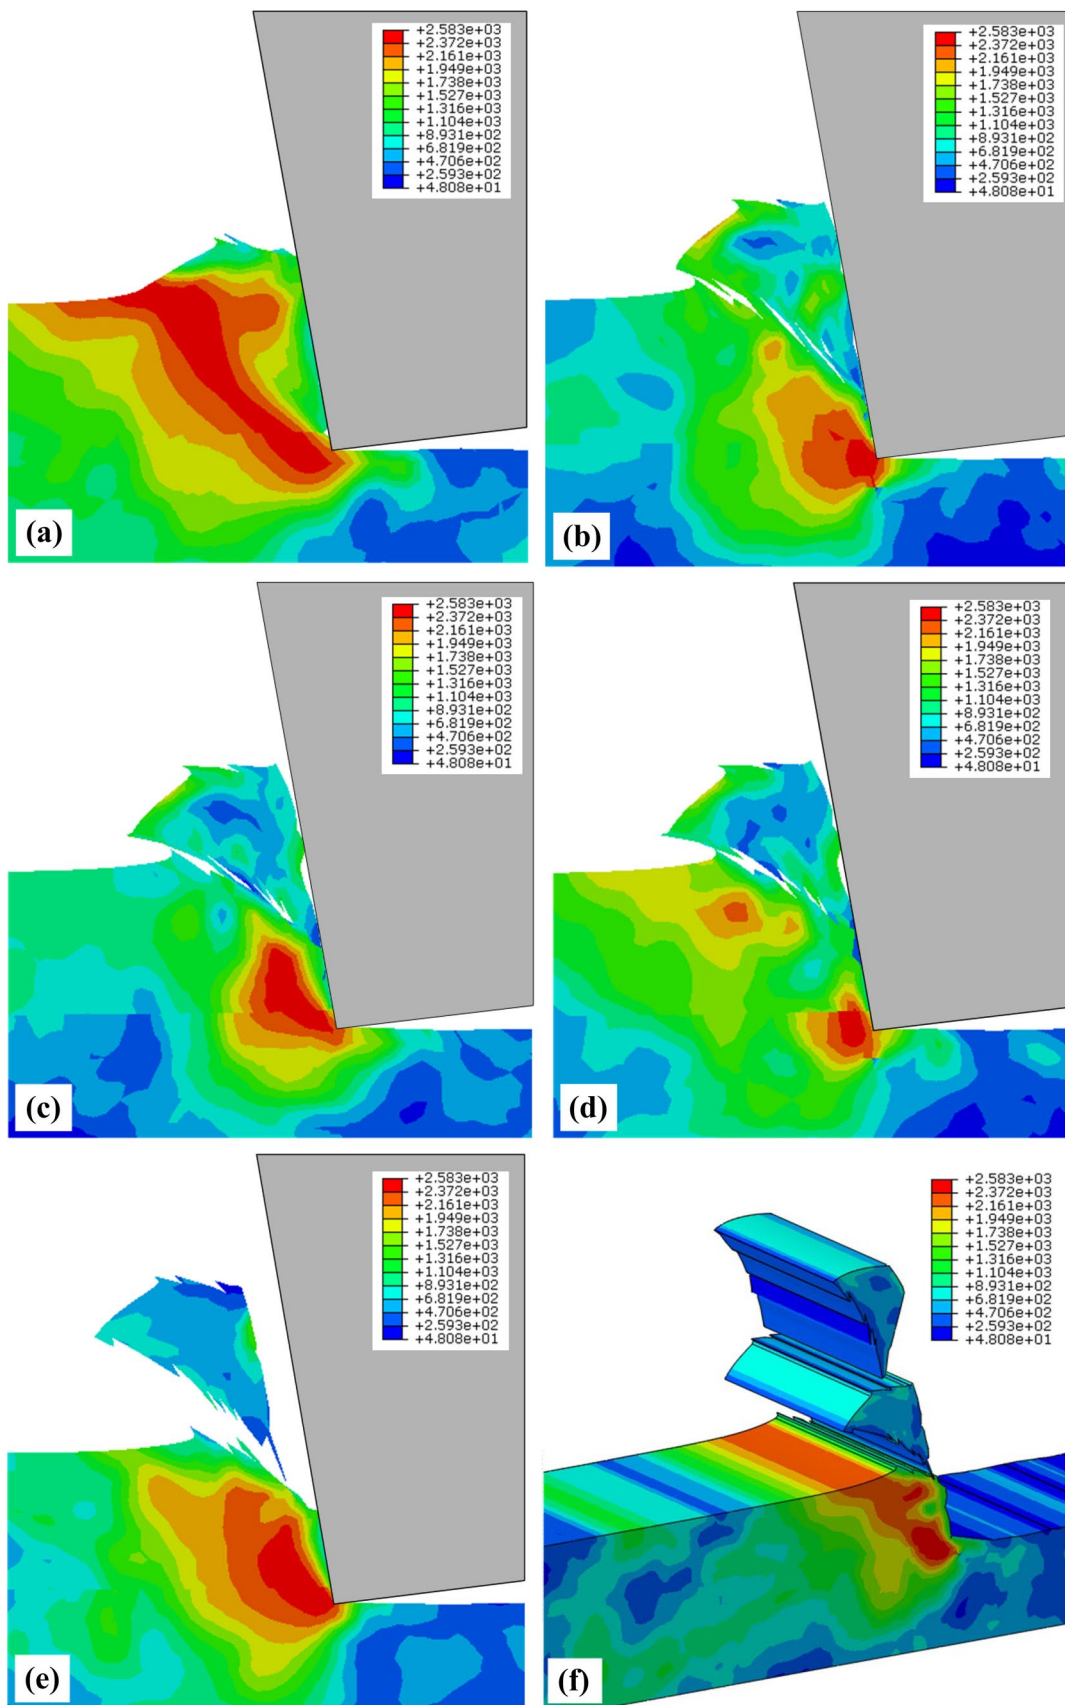 +2.583e+03
+2.372e+03
+2.161e+03
+1.949e+03
+1.738e+03
+1.527e+03
+1.316e+03
+1.104e+03
+8.931e+02
+6.819e+02
+4.706e+02
+2.593e+02
+4.808e+01
(a)
+2.583e+03
+2.372e+03
+2.161e+03
+1.949e+03
+1.738e+03
+1.527e+03
+1.316e+03
+1.104e+03
+8.931e+02
+6.819e+02
+4.706e+02
+2.593e+02
+4.808e+01
(b)
+2.583e+03
+2.372e+03
+2.161e+03
+1.949e+03
+1.738e+03
+1.527e+03
+1.316e+03
+1.104e+03
+8.931e+02
+6.819e+02
+4.706e+02
+2.593e+02
+4.808e+01
(c)
+2.583e+03
+2.372e+03
+2.161e+03
+1.949e+03
+1.738e+03
+1.527e+03
+1.316e+03
+1.104e+03
+8.931e+02
+6.819e+02
+4.706e+02
+2.593e+02
+4.808e+01
(d)
+2.583e+03
+2.372e+03
+2.161e+03
+1.949e+03
+1.738e+03
+1.527e+03
+1.316e+03
+1.104e+03
+8.931e+02
+6.819e+02
+4.706e+02
+2.593e+02
+4.808e+01
(e)
+2.583e+03
+2.372e+03
+2.161e+03
+1.949e+03
+1.738e+03
+1.527e+03
+1.316e+03
+1.104e+03
+8.931e+02
+6.819e+02
+4.706e+02
+2.593e+02
+4.808e+01
(f)